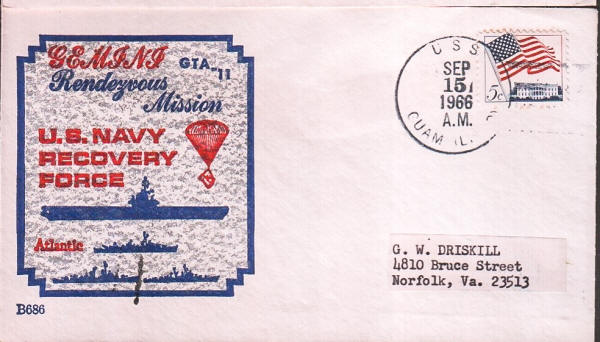 GEMINI GTA-11
Rendezvous
Mission
U.S. NAVY
RECOVERY
FORCE
Atlantic
B686
USS
SEP
15
1966
A.M.
GUAM
5c
G. W. DRISKILL
4810 Bruce Street
Norfolk, Va. 23513